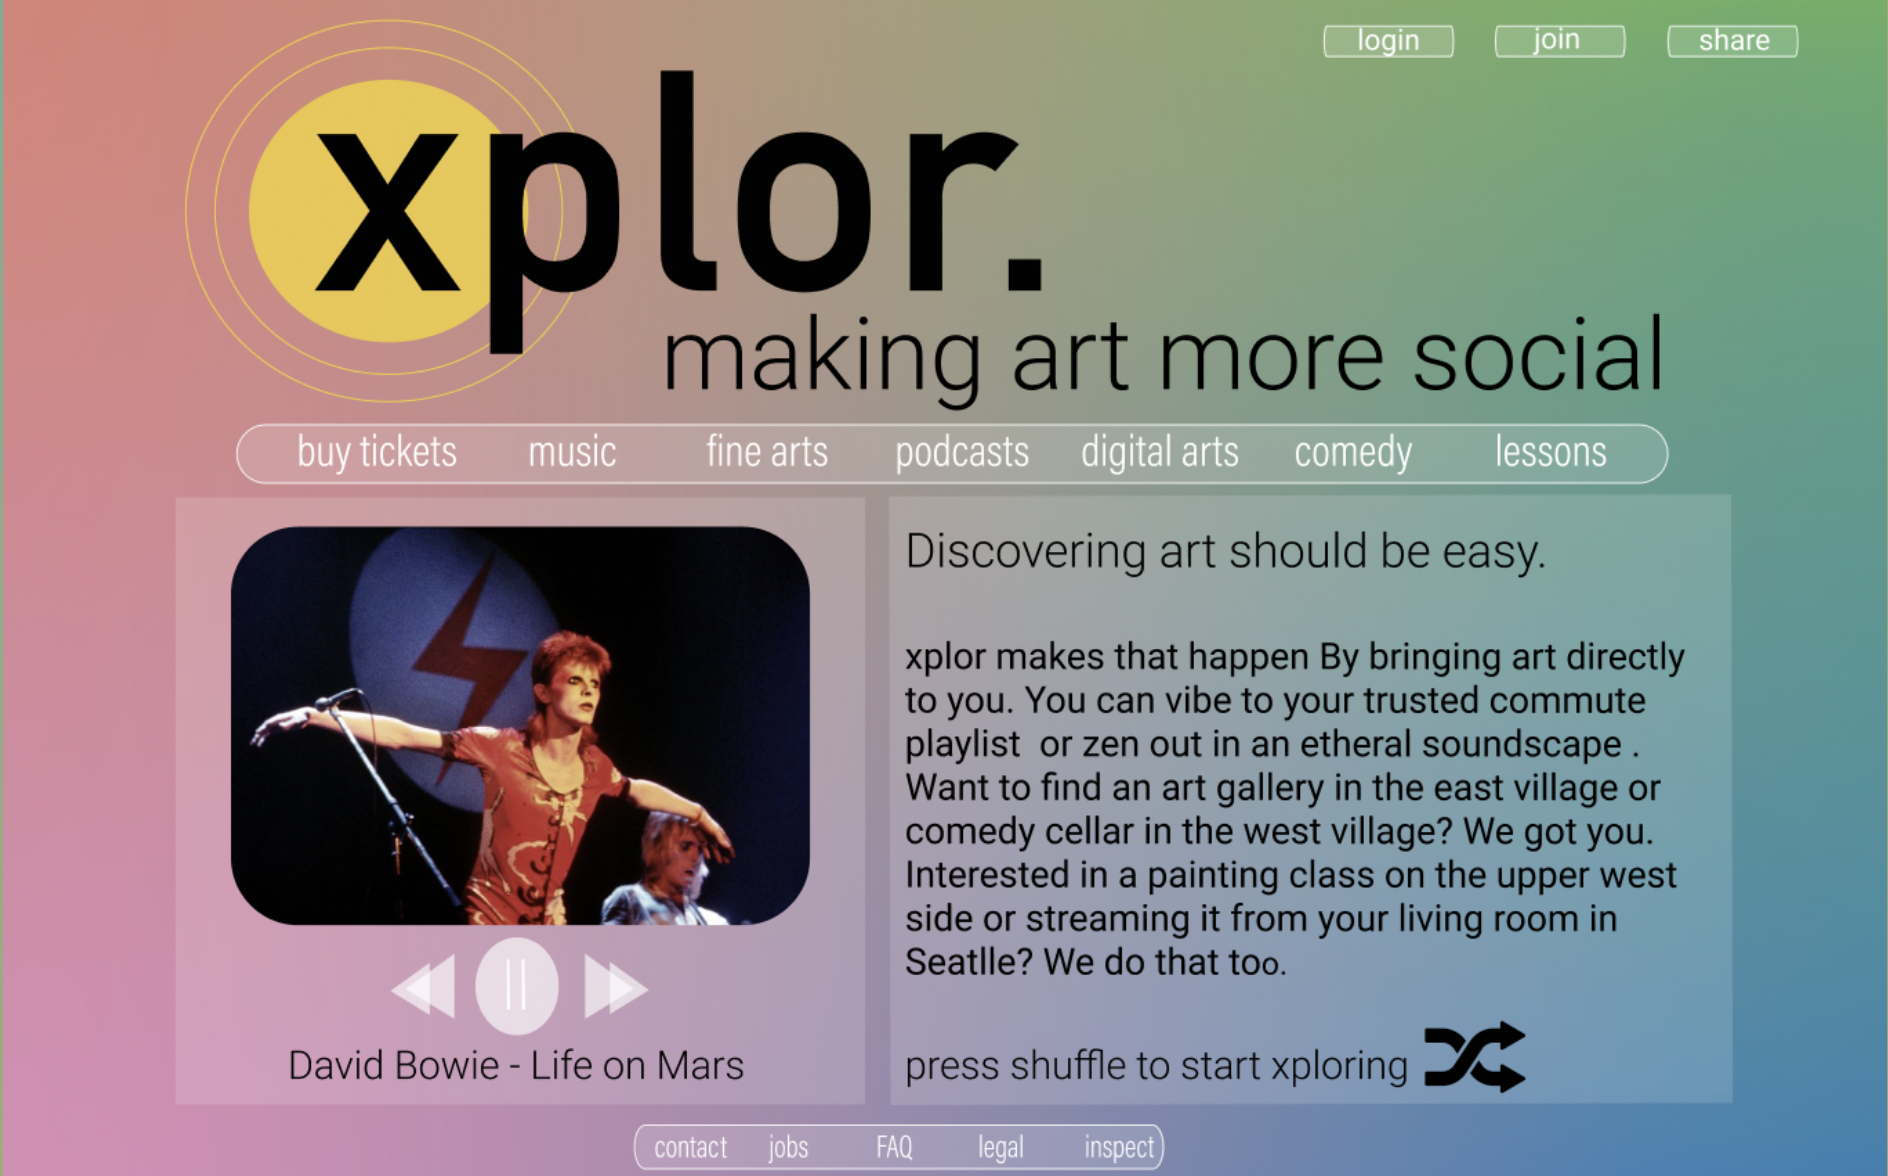 login join share
xplor.
making art more social
buy tickets music fine arts podcasts digital arts comedy lessons
David Bowie - Life on Mars
Discovering art should be easy.
xplor makes that happen By bringing art directly
to you. You can vibe to your trusted commute
playlist or zen out in an etheral soundscape .
Want to find an art gallery in the east village or
comedy cellar in the west village? We got you.
Interested in a painting class on the upper west
side or streaming it from your living room in
Seatlle? We do that too.
press shuffle to start xploring
contact jobs FAQ legal inspect